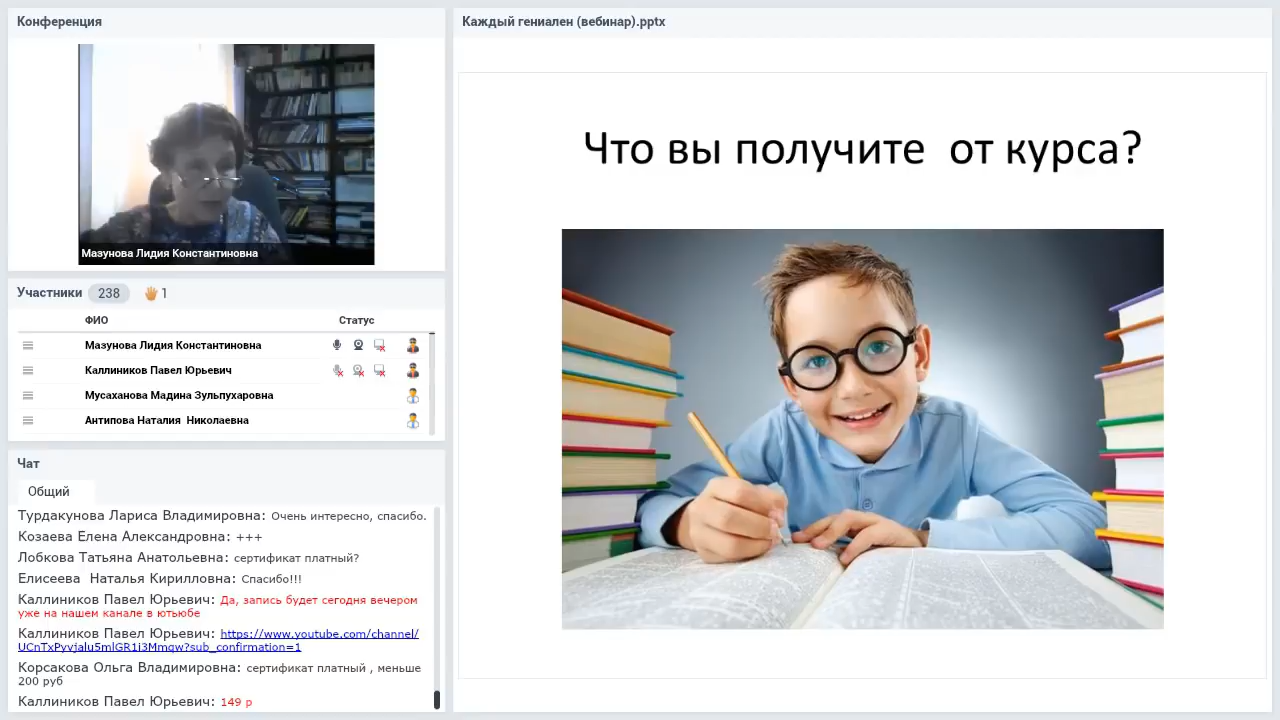 Конференция
Мазунова Лидия Константиновна
Участники 238 1
ФИО Статус
Мазунова Лидия Константиновна
Каллиников Павел Юрьевич
Мусаханова Мадина Зульпухаровна
Антипова Наталия Николаевна
Чат
Общий
Турдакунова Лариса Владимировна: Очень интересно, спасибо.
Козаева Елена Александровна: +++
Лобкова Татьяна Анатольевна: сертификат платный?
Елисеева Наталья Кирилловна: Спасибо!!!
Каллиников Павел Юрьевич: Да, запись будет сегодня вечером
уже на нашем канале в ютьюбе
Каллиников Павел Юрьевич: https://www.youtube.com/channel/
UCnTxPyvjalu5mlGR1i3Mmqw?sub_confirmation=1
Корсакова Ольга Владимировна: сертификат платный , меньше
200 руб
Каллиников Павел Юрьевич: 149 р
Каждый гениален (вебинар).pptx
Что вы получите от курса?